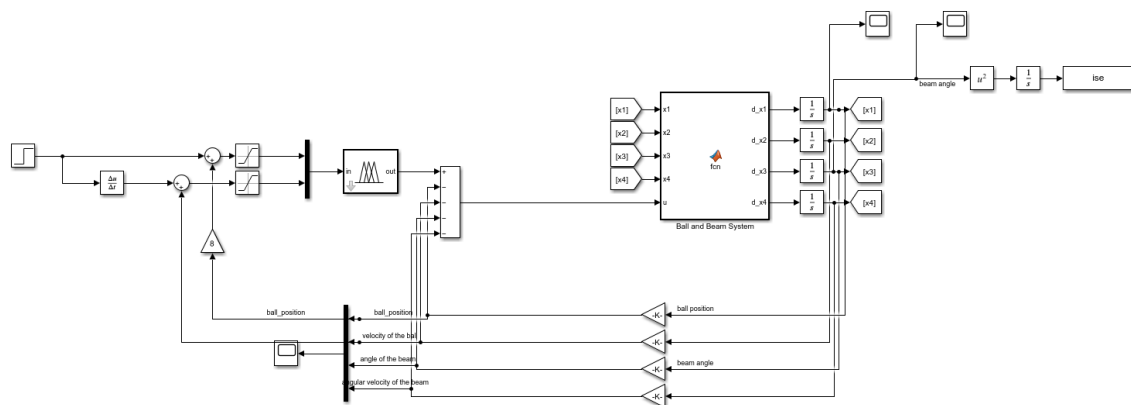 beam angle
u²
1
s
ise
[x1]
x1
d_x1
1
s
[x1]
[x2]
x2
d_x2
1
s
[x2]
[x3]
x3
fcn
d_x3
1
s
[x3]
[x4]
x4
d_x4
1
s
[x4]
u
Ball and Beam System
+
+
+
+
Δu
Δt
in
out
+
−
−
−
−
8
ball_position
ball_position
-K-
ball position
velocity of the ball
-K-
angle of the beam
-K-
beam angle
angular velocity of the beam
-K-